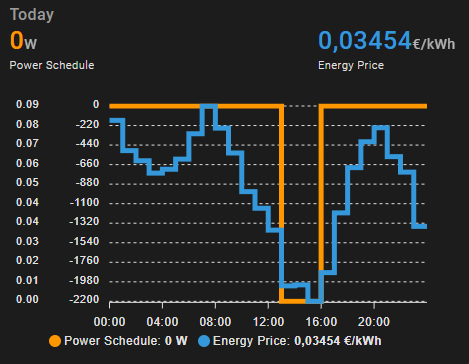 Today
0W 0,03454€/kWh
Power Schedule Energy Price
0.09 0
0.08 -220
0.07 -440
0.06 -660
0.05 -880
0.04 -1100
0.04 -1320
0.03 -1540
0.02 -1760
0.01 -1980
0.00 -2200
00:00 04:00 08:00 12:00 16:00 20:00
Power Schedule: 0 W Energy Price: 0,03454 €/kWh